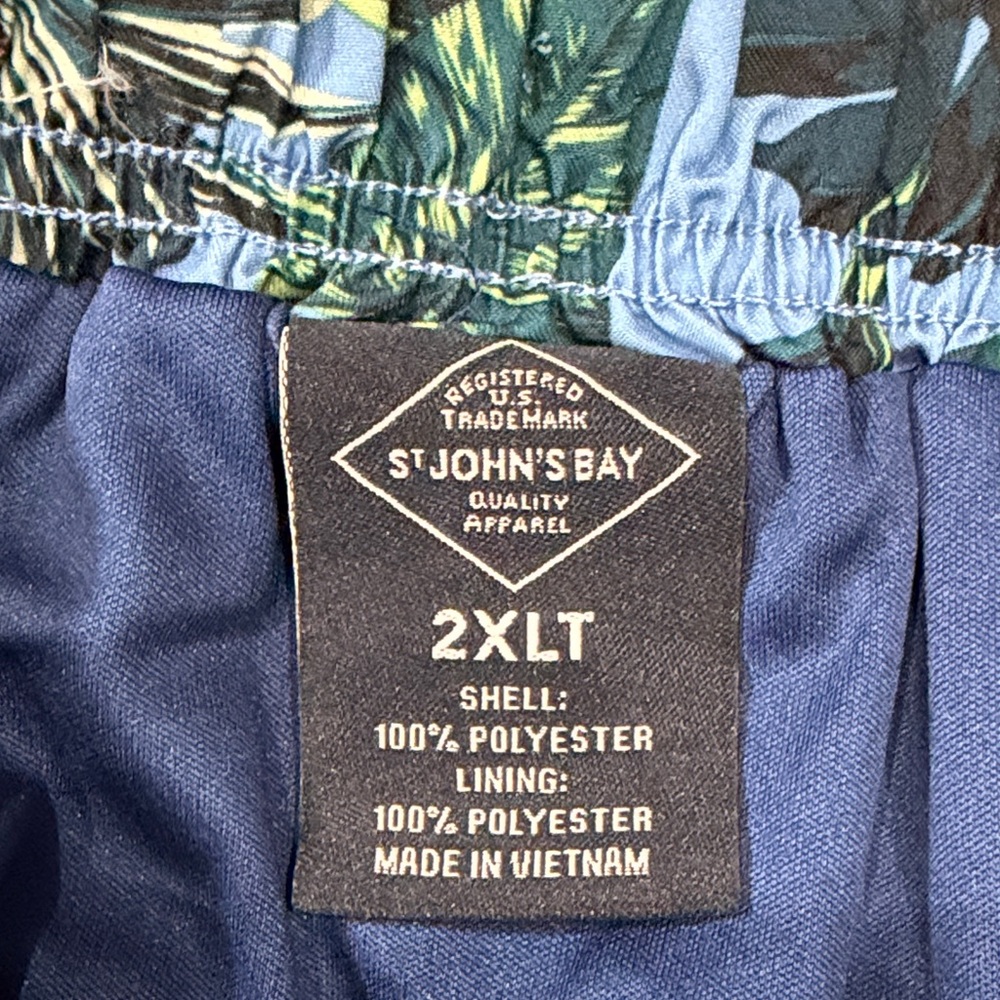 REGISTERED
U.S.
TRADEMARK
ST JOHN'S BAY
QUALITY
APPAREL
2XLT
SHELL:
100% POLYESTER
LINING:
100% POLYESTER
MADE IN VIETNAM